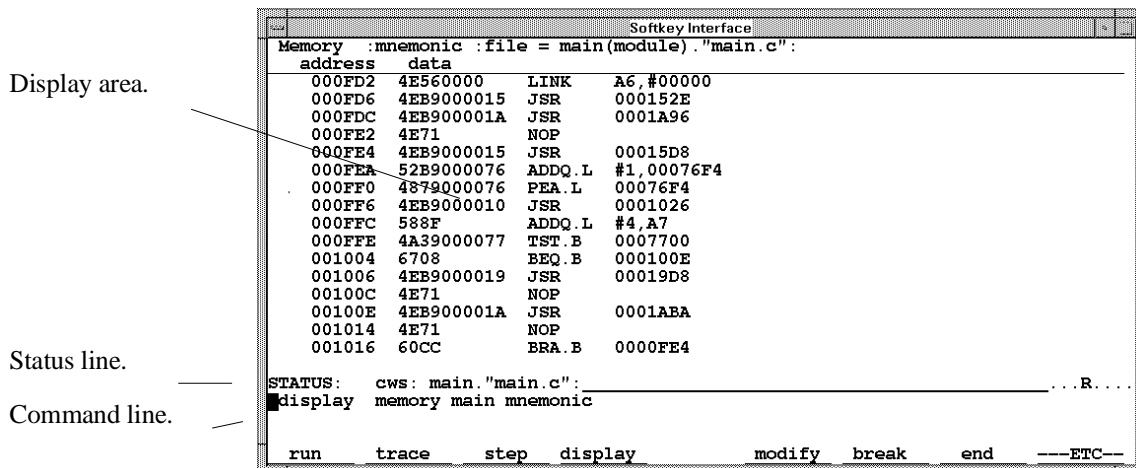 Softkey Interface
Memory :mnemonic :file = main(module)."main.c":
address data
Display area.
000FD2 4E560000 LINK A6,#00000
000FD6 4EB9000015 JSR 000152E
000FDC 4EB900001A JSR 0001A96
000FE2 4E71 NOP
000FE4 4EB9000015 JSR 00015D8
000FEA 52B9000076 ADDQ.L #1,00076F4
000FF0 4879000076 PEA.L 00076F4
000FF6 4EB9000010 JSR 0001026
000FFC 588F ADDQ.L #4,A7
000FFE 4A39000077 TST.B 0007700
001004 6708 BEQ.B 000100E
001006 4EB9000019 JSR 00019D8
00100C 4E71 NOP
00100E 4EB900001A JSR 0001ABA
001014 4E71 NOP
001016 60CC BRA.B 0000FE4
Status line.
STATUS: cws: main."main.c":...R....
Command line.
display memory main mnemonic
run trace step display modify break end ---ETC--